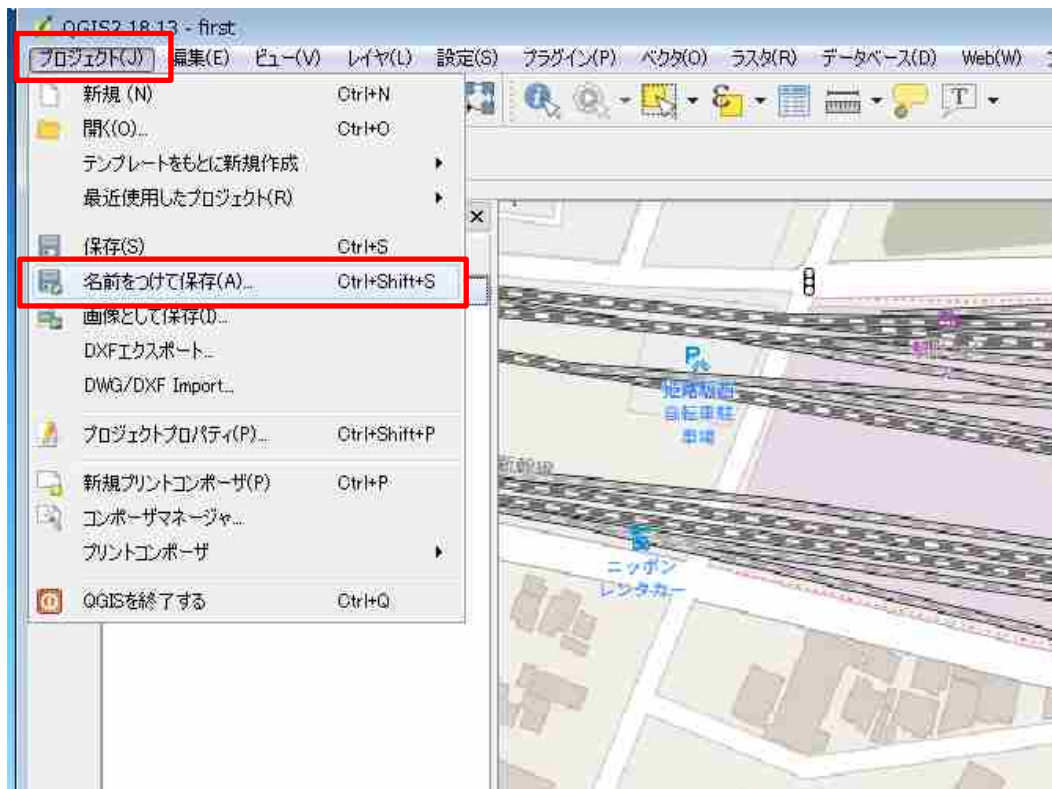 QGIS2.18.13 - first
プロジェクト(J) 編集(E) ビュー(V) レイヤ(L) 設定(S) プラグイン(P) ベクタ(O) ラスタ(R) データベース(D) Web(W)
新規 (N) Ctrl+N
開く(O)... Ctrl+O
テンプレートをもとに新規作成
最近使用したプロジェクト(R)
保存(S) Ctrl+S
名前をつけて保存(A)... Ctrl+Shift+S
画像として保存(I)...
DXFエクスポート...
DWG/DXF Import...
プロジェクトプロパティ(P)... Ctrl+Shift+P
新規プリントコンポーザ(P) Ctrl+P
コンポーザマネージャ...
プリントコンポーザ
QGISを終了する Ctrl+Q
P
姫路駅西
自転車駐
車場
新幹線
ニッポン
レンタカー